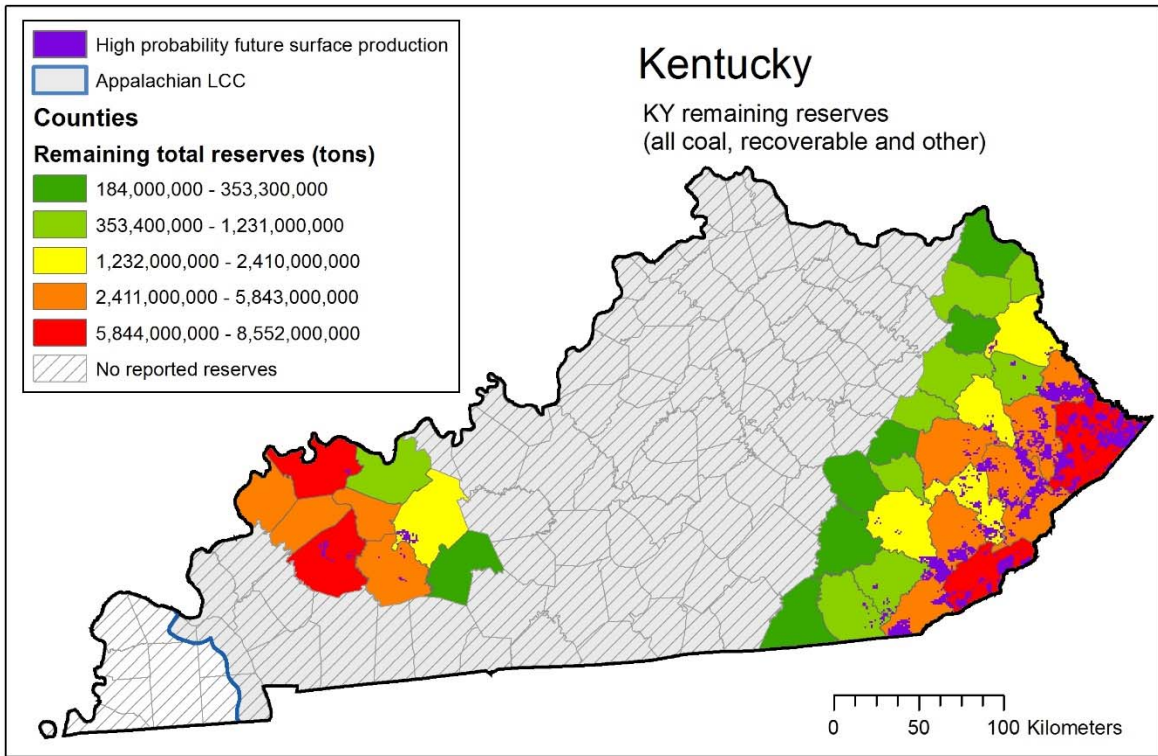 High probability future surface production
Appalachian LCC
Counties
Remaining total reserves (tons)
184,000,000 - 353,300,000
353,400,000 - 1,231,000,000
1,232,000,000 - 2,410,000,000
2,411,000,000 - 5,843,000,000
5,844,000,000 - 8,552,000,000
No reported reserves
Kentucky
KY remaining reserves
(all coal, recoverable and other)
0 50 100 Kilometers